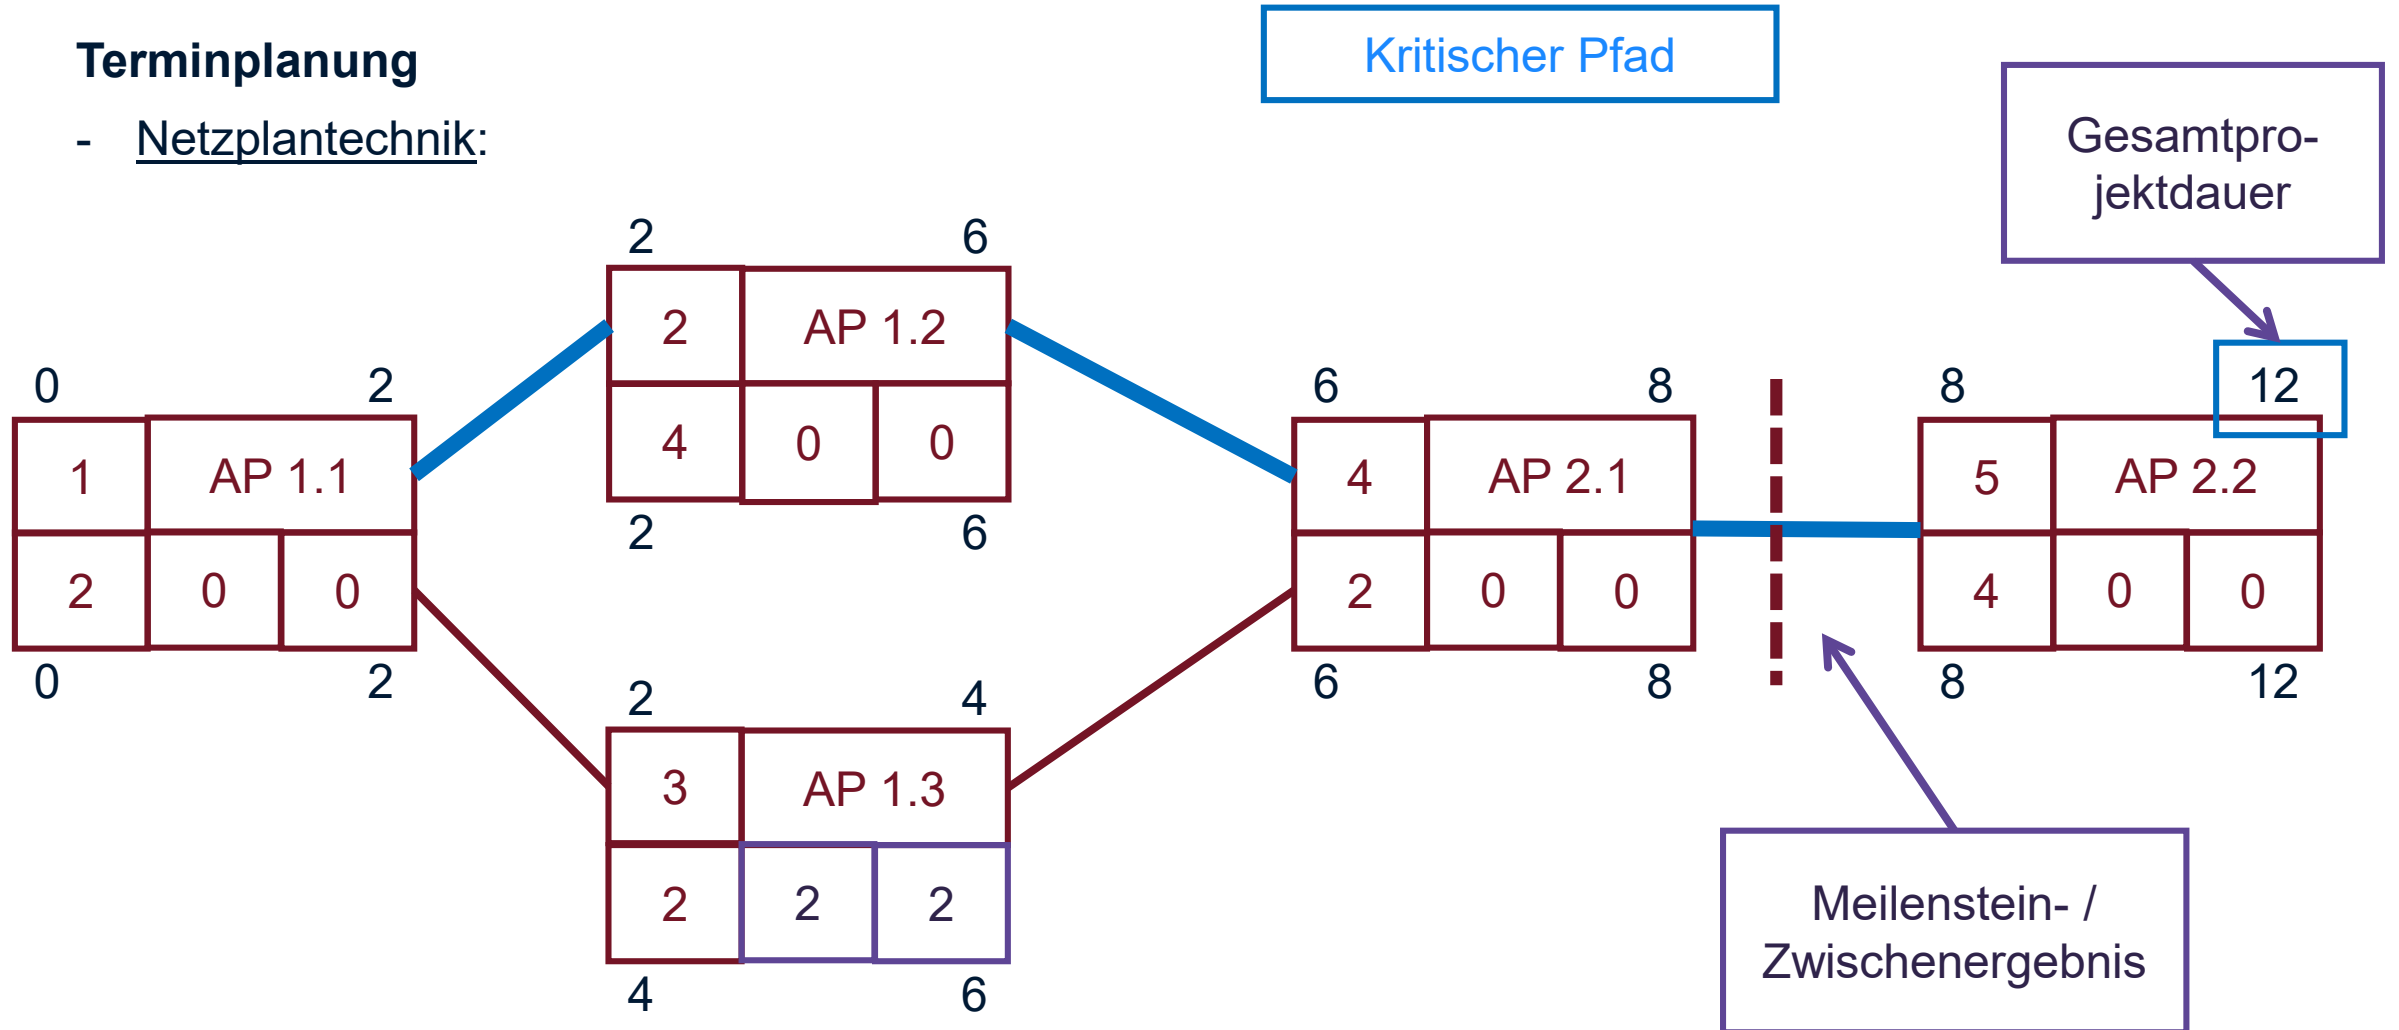 Terminplanung
- Netzplantechnik:
Kritischer Pfad
Gesamtpro-
jektdauer
0 2
1 AP 1.1
2 0 0
0 2
2 6
2 AP 1.2
4 0 0
2 6
2 4
3 AP 1.3
2 2 2
4 6
6 8
4 AP 2.1
2 0 0
6 8
8 12
5 AP 2.2
4 0 0
8 12
Meilenstein- /
Zwischenergebnis